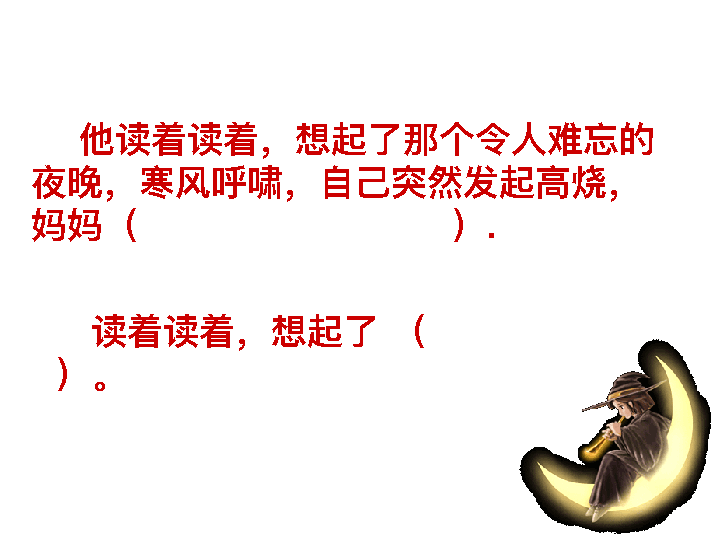 他读着读着，想起了那个令人难忘的
夜晚，寒风呼啸，自己突然发起高烧，
妈妈（                    ）.
读着读着，想起了 （
）。